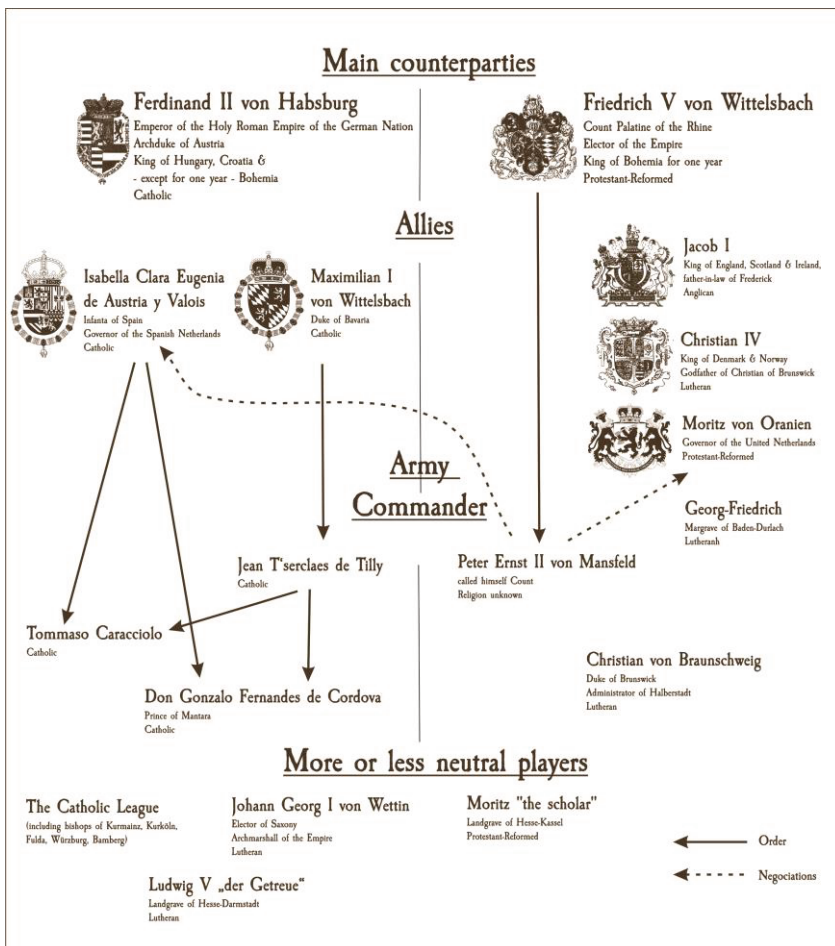 Main counterparties
Ferdinand II von Habsburg
Emperor of the Holy Roman Empire of the German Nation
Archduke of Austria
King of Hungary, Croatia &
- except for one year - Bohemia
Catholic
Friedrich V von Wittelsbach
Count Palatine of the Rhine
Elector of the Empire
King of Bohemia for one year
Protestant-Reformed
Allies
Isabella Clara Eugenia
de Austria y Valois
Infanta of Spain
Governor of the Spanish Netherlands
Catholic
Maximilian I
von Wittelsbach
Duke of Bavaria
Catholic
Jacob I
King of England, Scotland & Ireland,
father-in-law of Frederick
Anglican
Christian IV
King of Denmark & Norway
Godfather of Christian of Brunswick
Lutheran
Moritz von Oranien
Governor of the United Netherlands
Protestant-Reformed
Georg-Friedrich
Margrave of Baden-Durlach
Lutheranh
Army
Commander
Jean T'serclaes de Tilly
Catholic
Peter Ernst II von Mansfeld
called himself Count
Religion unknown
Tommaso Caracciolo
Catholic
Don Gonzalo Fernandes de Cordova
Prince of Mantara
Catholic
Christian von Braunschweig
Duke of Brunswick
Administrator of Halberstadt
Lutheran
More or less neutral players
The Catholic League
(including bishops of Kurmainz, Kurköln,
Fulda, Würzburg, Bamberg)
Johann Georg I von Wettin
Elector of Saxony
Archmarshall of the Empire
Lutheran
Moritz "the scholar"
Landgrave of Hesse-Kassel
Protestant-Reformed
Ludwig V „der Getreue“
Landgrave of Hesse-Darmstadt
Lutheran
Order
Negociations